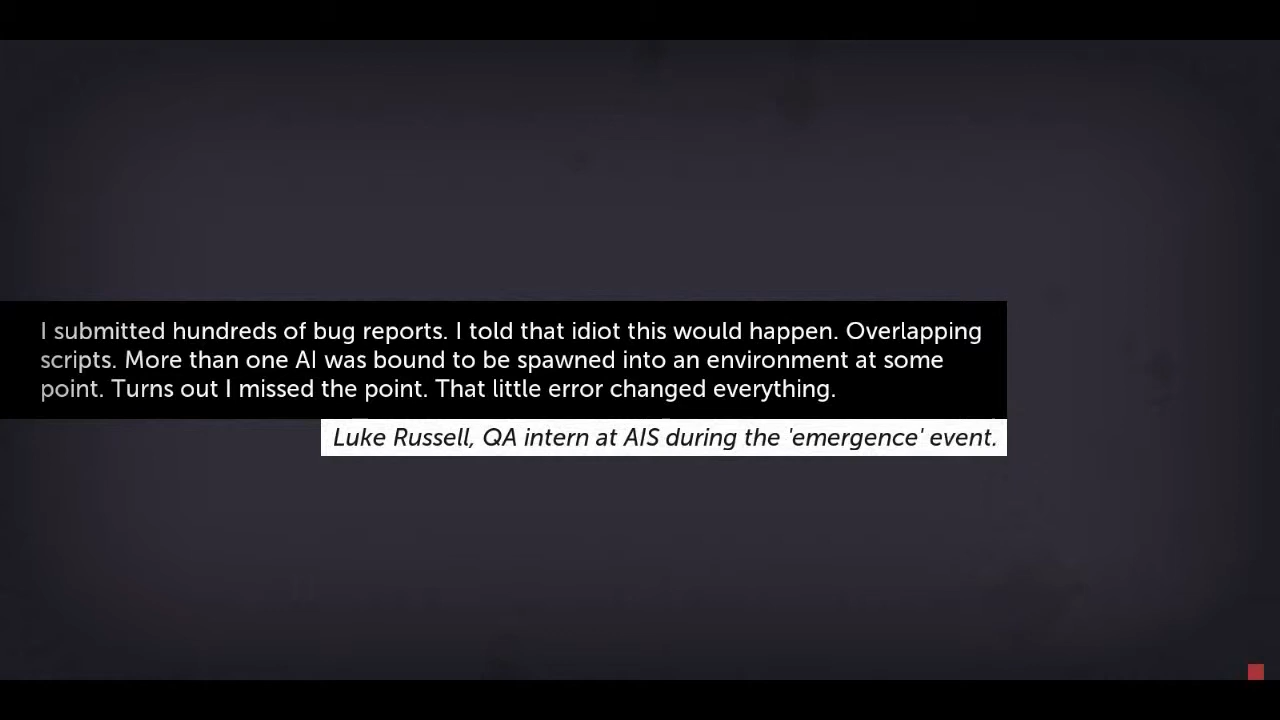 I submitted hundreds of bug reports. I told that idiot this would happen. Overlapping
scripts. More than one AI was bound to be spawned into an environment at some
point. Turns out I missed the point. That little error changed everything.
Luke Russell, QA intern at AIS during the 'emergence' event.